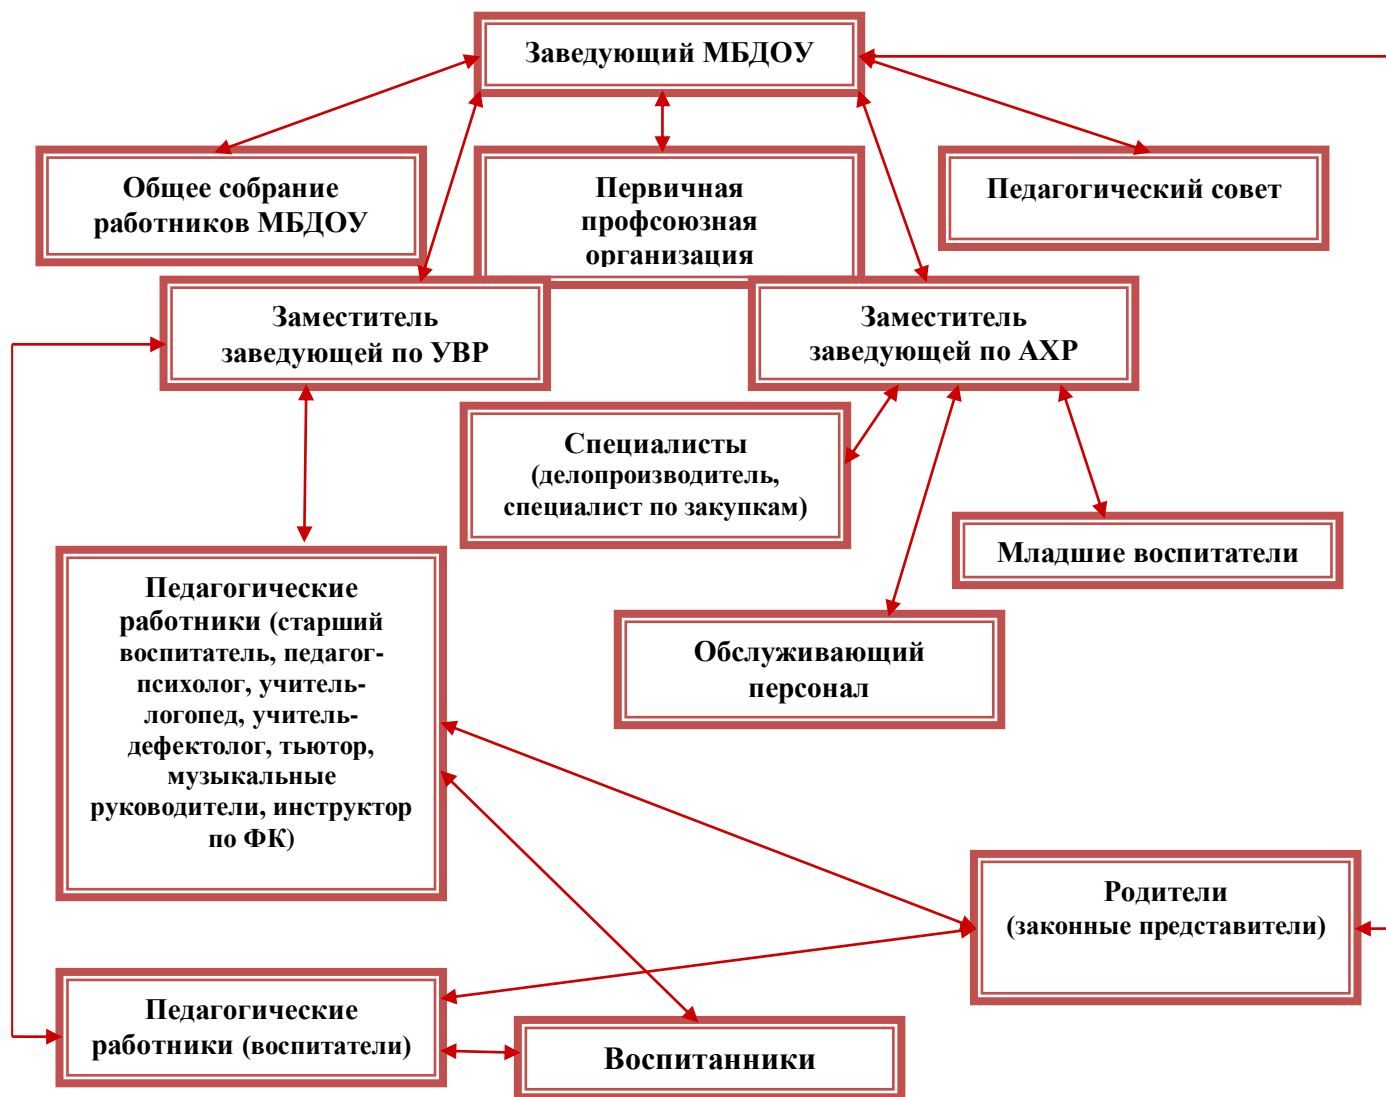 Заведующий МБДОУ
Общее собрание
работников МБДОУ
Первичная
профсоюзная
организация
Педагогический совет
Заместитель
заведующей по УВР
Заместитель
заведующей по АХР
Специалисты
(делопроизводитель,
специалист по закупкам)
Младшие воспитатели
Педагогические
работники (старший
воспитатель, педагог-
психолог, учитель-
логопед, учитель-
дефектолог, тьютор,
музыкальные
руководители, инструктор
по ФК)
Обслуживающий
персонал
Родители
(законные представители)
Педагогические
работники (воспитатели)
Воспитанники